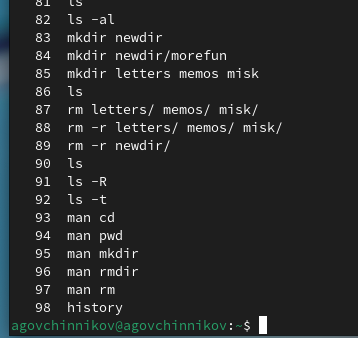 81 ls
82 ls -al
83 mkdir newdir
84 mkdir newdir/morefun
85 mkdir letters memos misk
86 ls
87 rm letters/ memos/ misk/
88 rm -r letters/ memos/ misk/
89 rm -r newdir/
90 ls
91 ls -R
92 ls -t
93 man cd
94 man pwd
95 man mkdir
96 man rmdir
97 man rm
98 history
agovchinnikov@agovchinnikov:~$